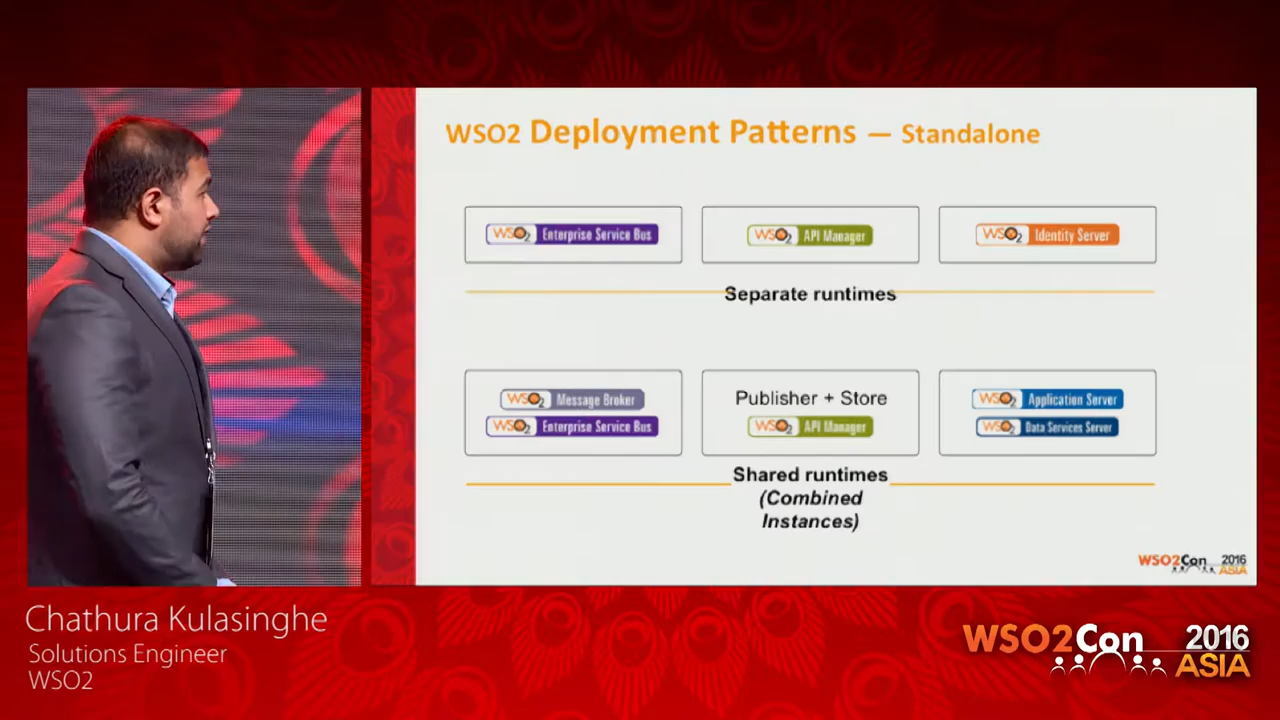 WSO2 Deployment Patterns — Standalone
WSO2 Enterprise Service Bus
WSO2 API Manager
WSO2 Identity Server
Separate runtimes
WSO2 Message Broker
WSO2 Enterprise Service Bus
Publisher + Store
WSO2 API Manager
WSO2 Application Server
WSO2 Data Services Server
Shared runtimes
(Combined
Instances)
WSO2Con 2016
ASIA
Chathura Kulasinghe
Solutions Engineer
WSO2
WSO2Con 2016
ASIA